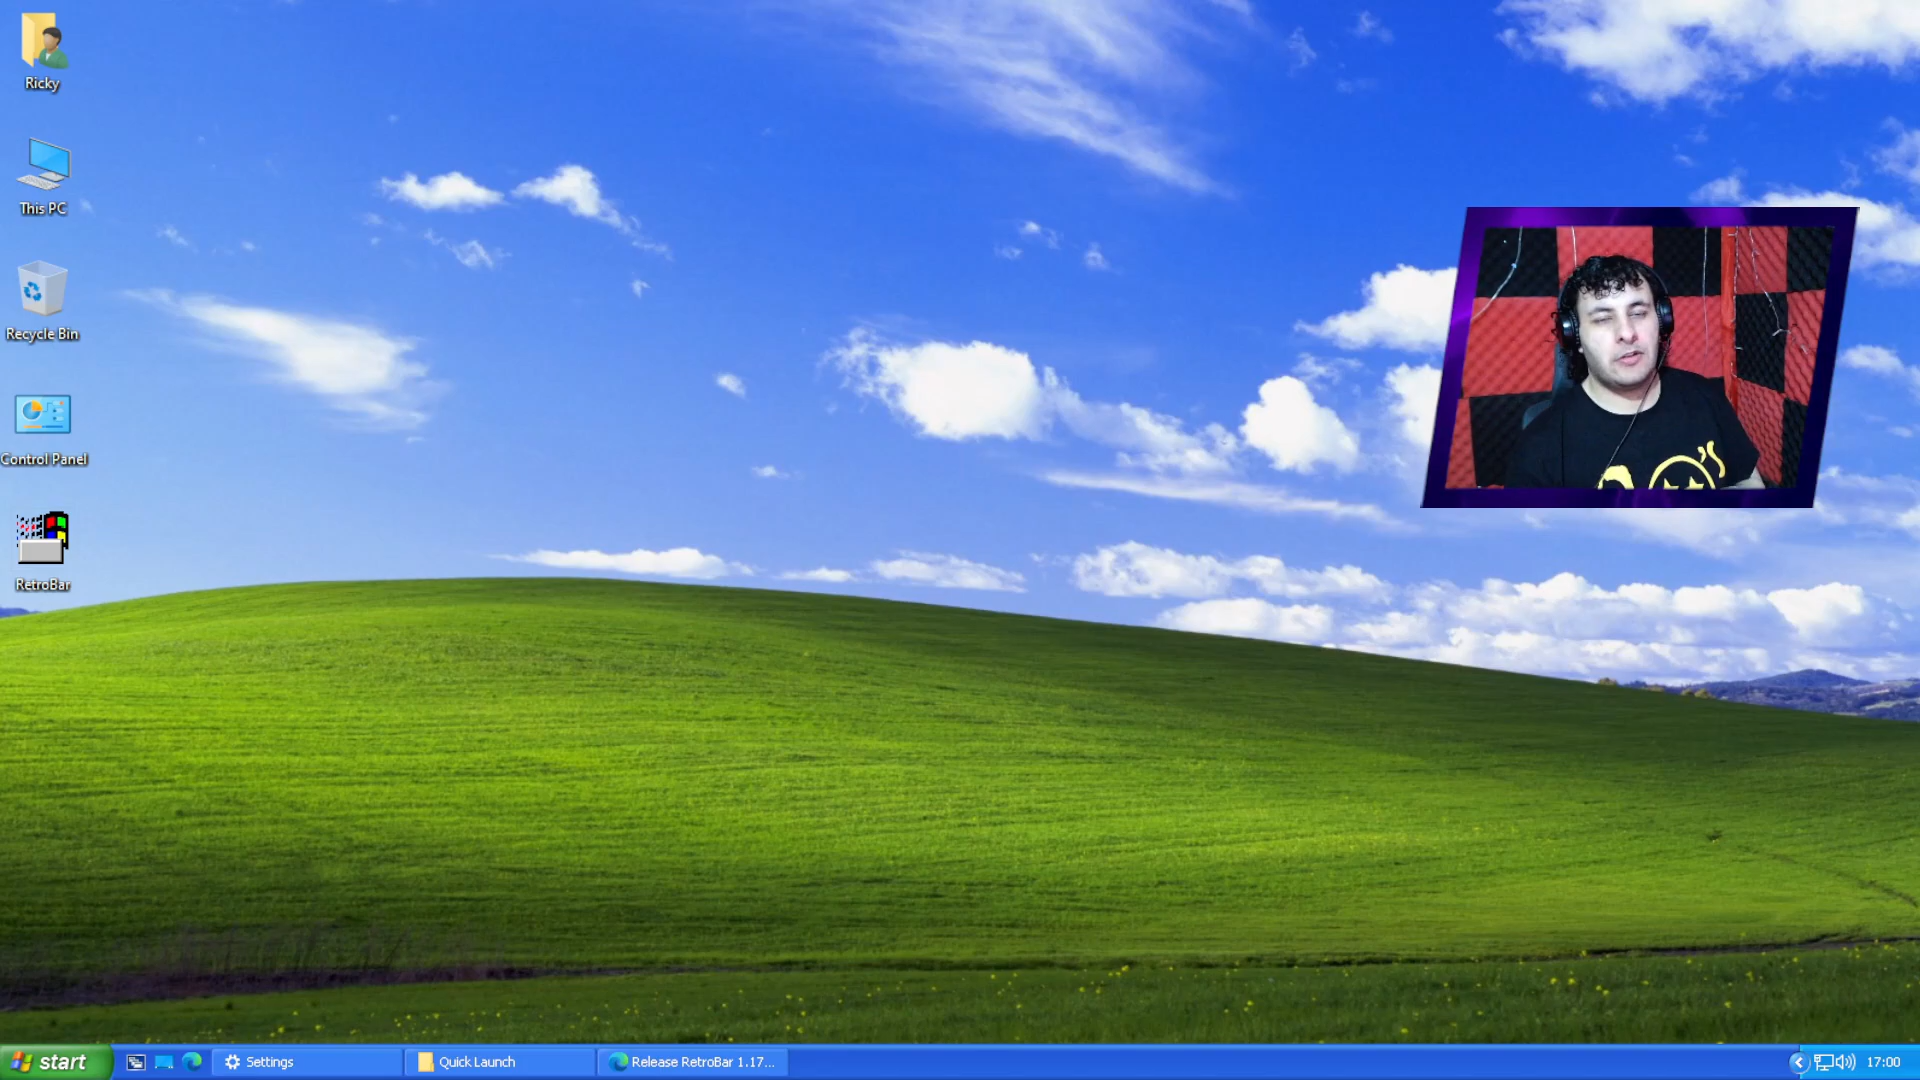 Ricky
This PC
Recycle Bin
Control Panel
RetroBar
start
Settings
Quick Launch
Release RetroBar 1.17...
17:00